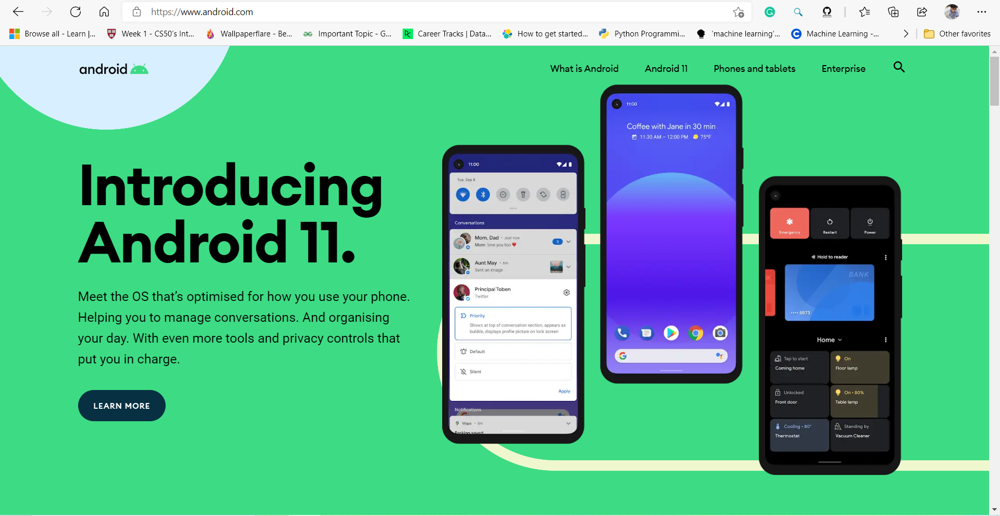 https://www.android.com
Browse all - Learn |...
Week 1 - CS50's Int...
Wallpaperflare - Be...
Important Topic - G...
Career Tracks | Data...
How to get started...
Python Programmi...
'machine learning'...
Machine Learning -...
Other favorites
android
What is Android
Android 11
Phones and tablets
Enterprise
Introducing
Android 11.
Meet the OS that’s optimised for how you use your phone.
Helping you to manage conversations. And organising
your day. With even more tools and privacy controls that
put you in charge.
LEARN MORE
11:00
Tue, Sep 8
Conversations
Mom, Dad • Just now
Mom: love you too ❤️
3
Aunt May • 6m
Sent an image
Principal Toben
Twitter
Priority
Shows at top of conversation section, appears as
bubble, displays profile picture on lock screen
Default
Silent
Apply
Notifications
Maps • 5m
Parking saved
11:00
Coffee with Jane in 30 min
11:30 AM – 12:00 PM 75°F
Emergency
Restart
Power
Hold to reader
BANK
•••• 8873
Home
Tap to start
Coming home
On
Floor lamp
Unlocked
Front door
On • 80%
Table lamp
Cooling • 80°
Thermostat
Standing by
Vacuum Cleaner